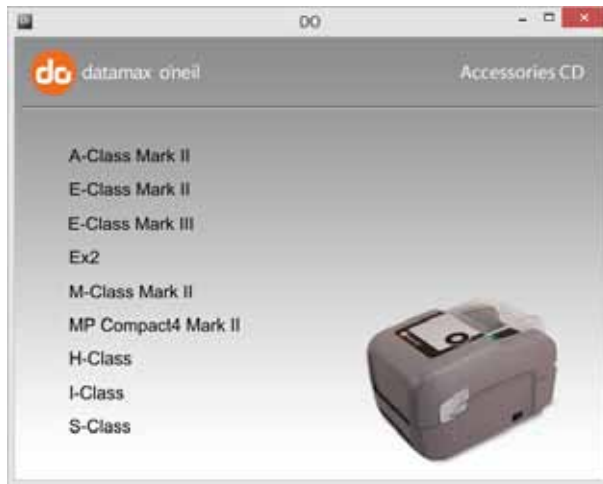 DO
do datamax o'neil
Accessories CD
A-Class Mark II
E-Class Mark II
E-Class Mark III
Ex2
M-Class Mark II
MP Compact4 Mark II
H-Class
I-Class
S-Class